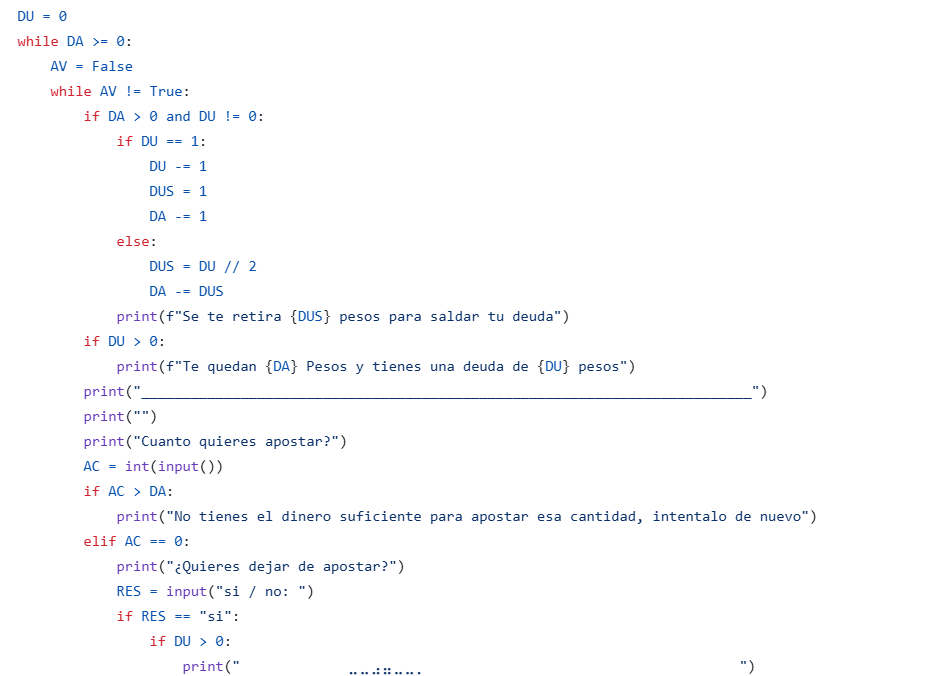 DU = 0
while DA >= 0:
    AV = False
    while AV != True:
        if DA > 0 and DU != 0:
            if DU == 1:
                DU -= 1
                DUS = 1
                DA -= 1
            else:
                DUS = DU // 2
                DA -= DUS
            print(f"Se te retira {DUS} pesos para saldar tu deuda")
        if DU > 0:
            print(f"Te quedan {DA} Pesos y tienes una deuda de {DU} pesos")
        print("__________________________________________________________________________")
        print("")
        print("Cuanto quieres apostar?")
        AC = int(input())
        if AC > DA:
            print("No tienes el dinero suficiente para apostar esa cantidad, intentalo de nuevo")
        elif AC == 0:
            print("¿Quieres dejar de apostar?")
            RES = input("si / no: ")
            if RES == "si":
                if DU > 0:
                    print("             ⣀⣀⣠⣶⣀⣀⡀                                      ")